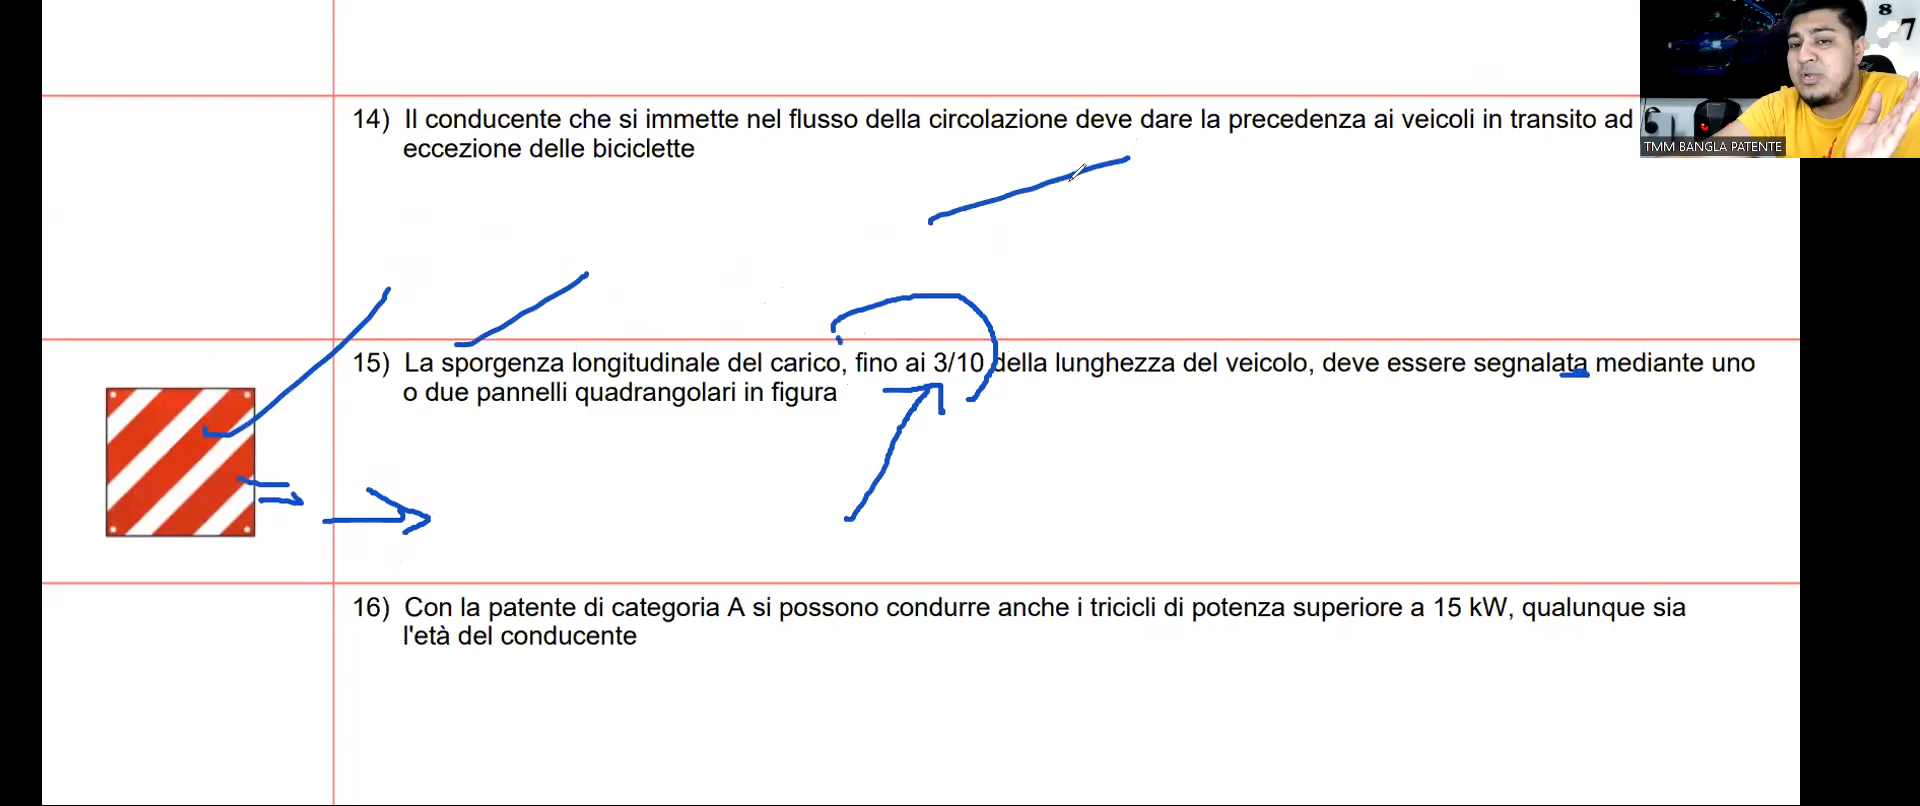 8
7
6
TMM BANGLA PATENTE
14) Il conducente che si immette nel flusso della circolazione deve dare la precedenza ai veicoli in transito ad
eccezione delle biciclette
15) La sporgenza longitudinale del carico, fino ai 3/10 della lunghezza del veicolo, deve essere segnalata mediante uno
o due pannelli quadrangolari in figura
16) Con la patente di categoria A si possono condurre anche i tricicli di potenza superiore a 15 kW, qualunque sia
l'età del conducente